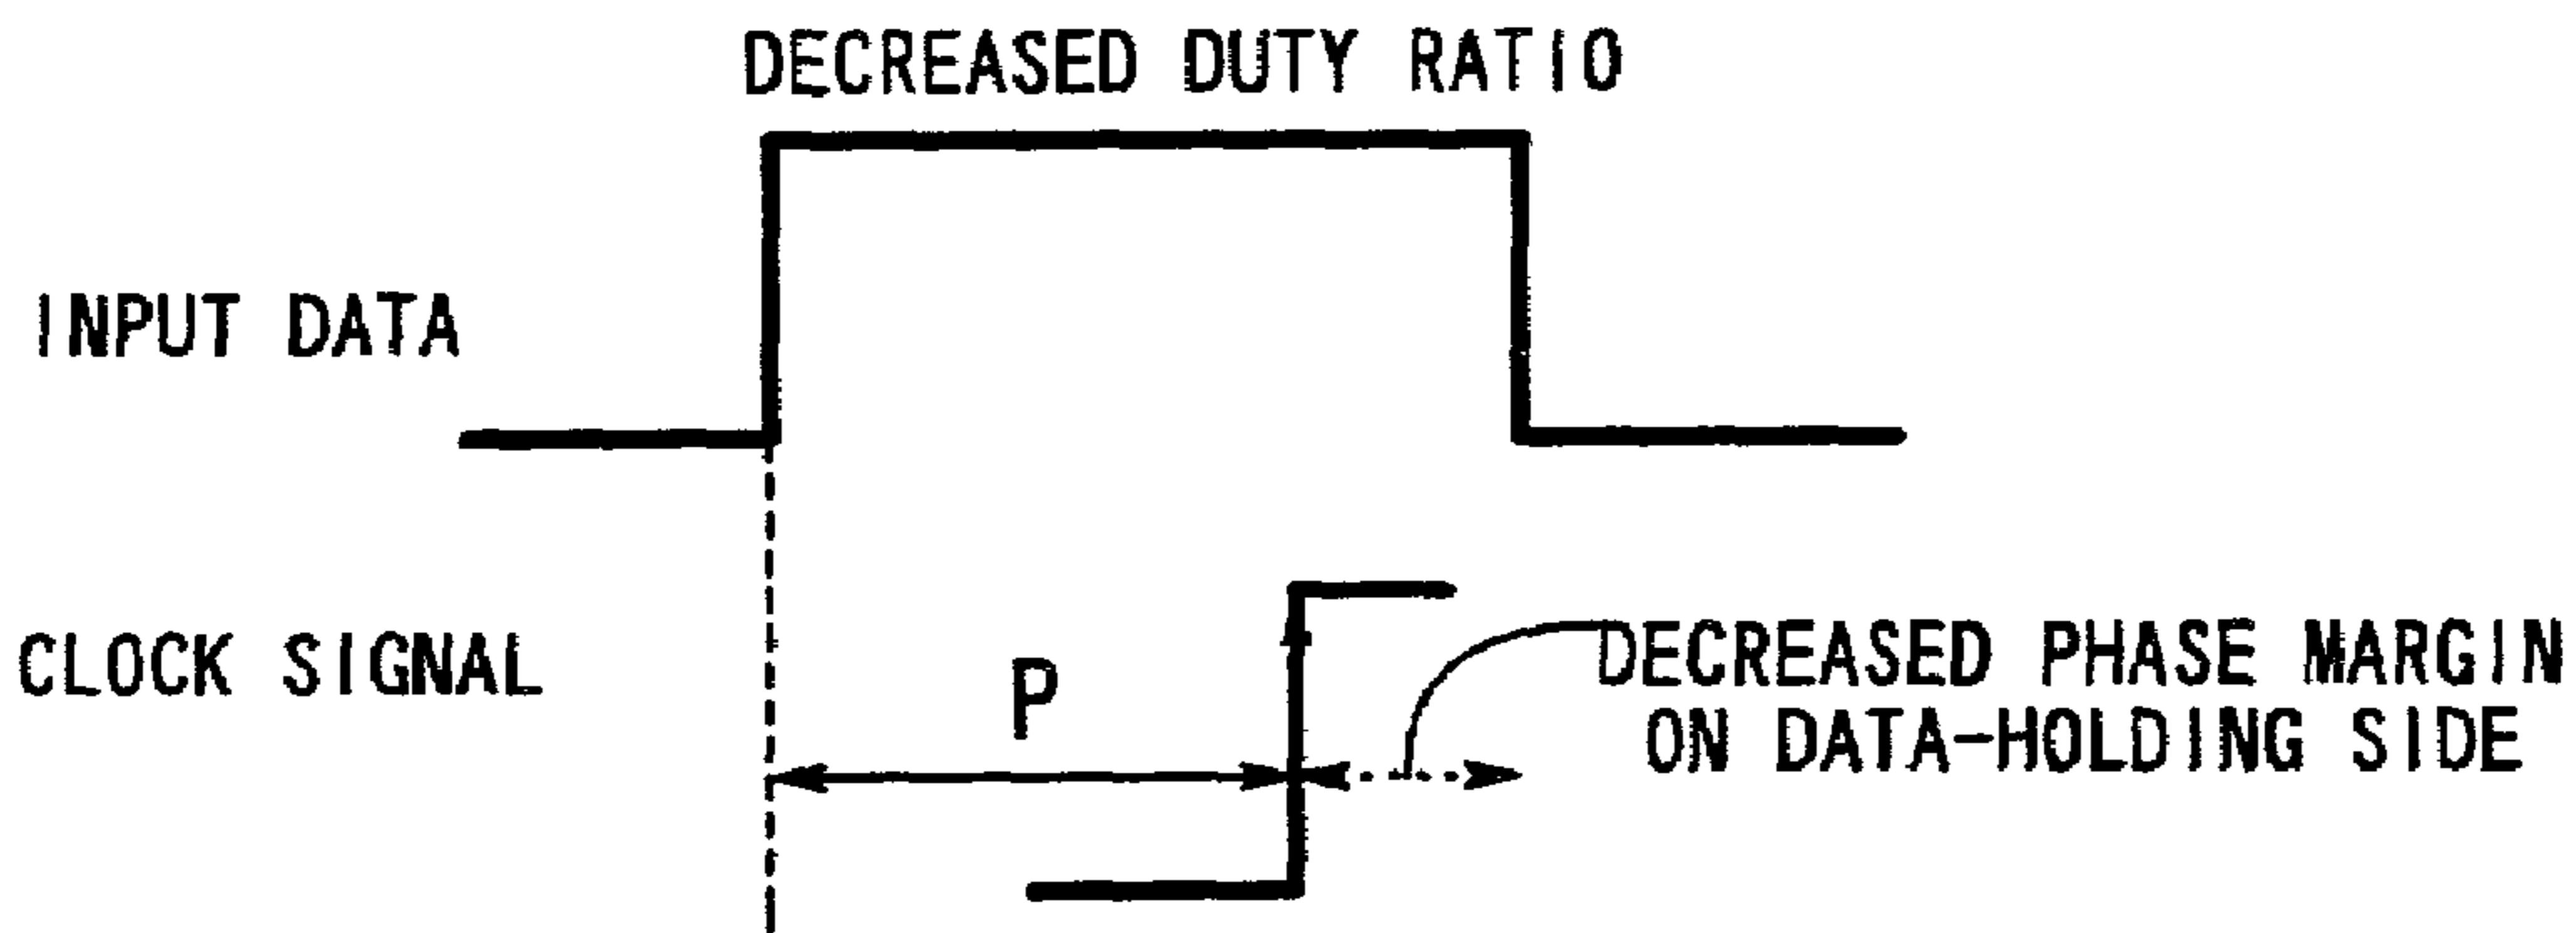 DECREASED DUTY RATIO
INPUT DATA
CLOCK SIGNAL
P
DECREASED PHASE MARGIN
ON DATA-HOLDING SIDE